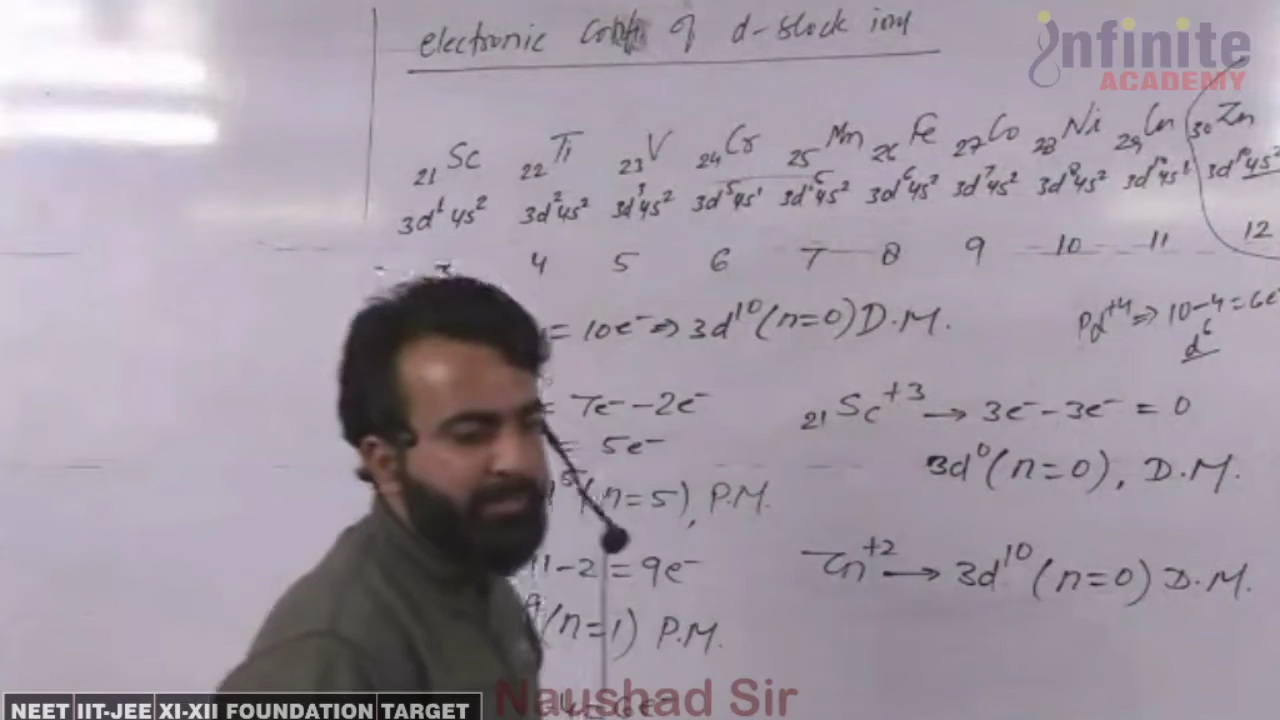 electronic of d-block ions
infinite
ACADEMY
₂₁Sc ₂₂Ti ₂₃V ₂₄Cr ₂₅Mn ₂₆Fe ₂₇Co ₂₈Ni ₂₉Cu ₃₀Zn
3d¹4s² 3d²4s² 3d³4s² 3d⁵4s¹ 3d⁵4s² 3d⁶4s² 3d⁷4s² 3d⁸4s² 3d¹⁰4s¹ 3d¹⁰4s²
4 5 6 7 8 9 10 11 12
= 10e⁻ ⇒ 3d¹⁰(n=0) D.M.
Pd⁺⁴ ⇒ 10-4=6e⁻
d⁶
= 7e⁻-2e⁻
= 5e⁻
⁵(n=5), P.M.
11-2=9e⁻
⁹(n=1) P.M.
₂₁Sc⁺³ → 3e⁻-3e⁻ = 0
3d⁰(n=0), D.M.
Zn⁺² → 3d¹⁰(n=0) D.M.
Naushad Sir
NEET IIT-JEE XI-XII FOUNDATION TARGET